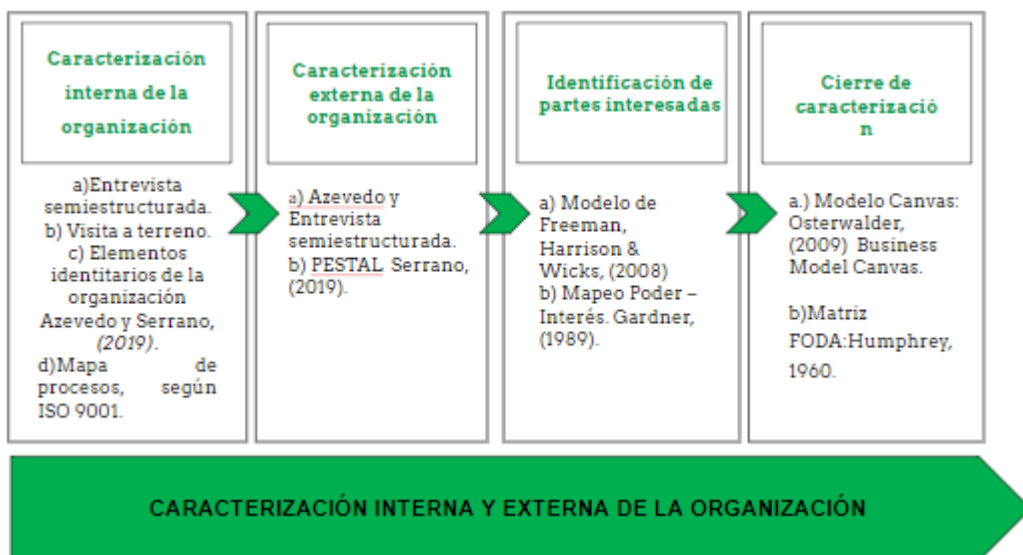 Caracterización
interna de la
organización
a)Entrevista
semiestructurada.
b) Visita a terreno.
c) Elementos
identitarios de la
organización
Azevedo y Serrano,
(2019).
d)Mapa de
procesos, según
ISO 9001.
Caracterización
externa de la
organización
a) Azevedo y
Entrevista
semiestructurada.
b) PESTAL Serrano,
(2019).
Identificación de
partes interesadas
a) Modelo de
Freeman,
Harrison &
Wicks, (2008)
b) Mapeo Poder –
Interés. Gardner,
(1989).
Cierre de
caracterizació
n
a.) Modelo Canvas:
Osterwalder,
(2009) Business
Model Canvas.
b)Matriz
FODA:Humphrey,
1960.
CARACTERIZACIÓN INTERNA Y EXTERNA DE LA ORGANIZACIÓN